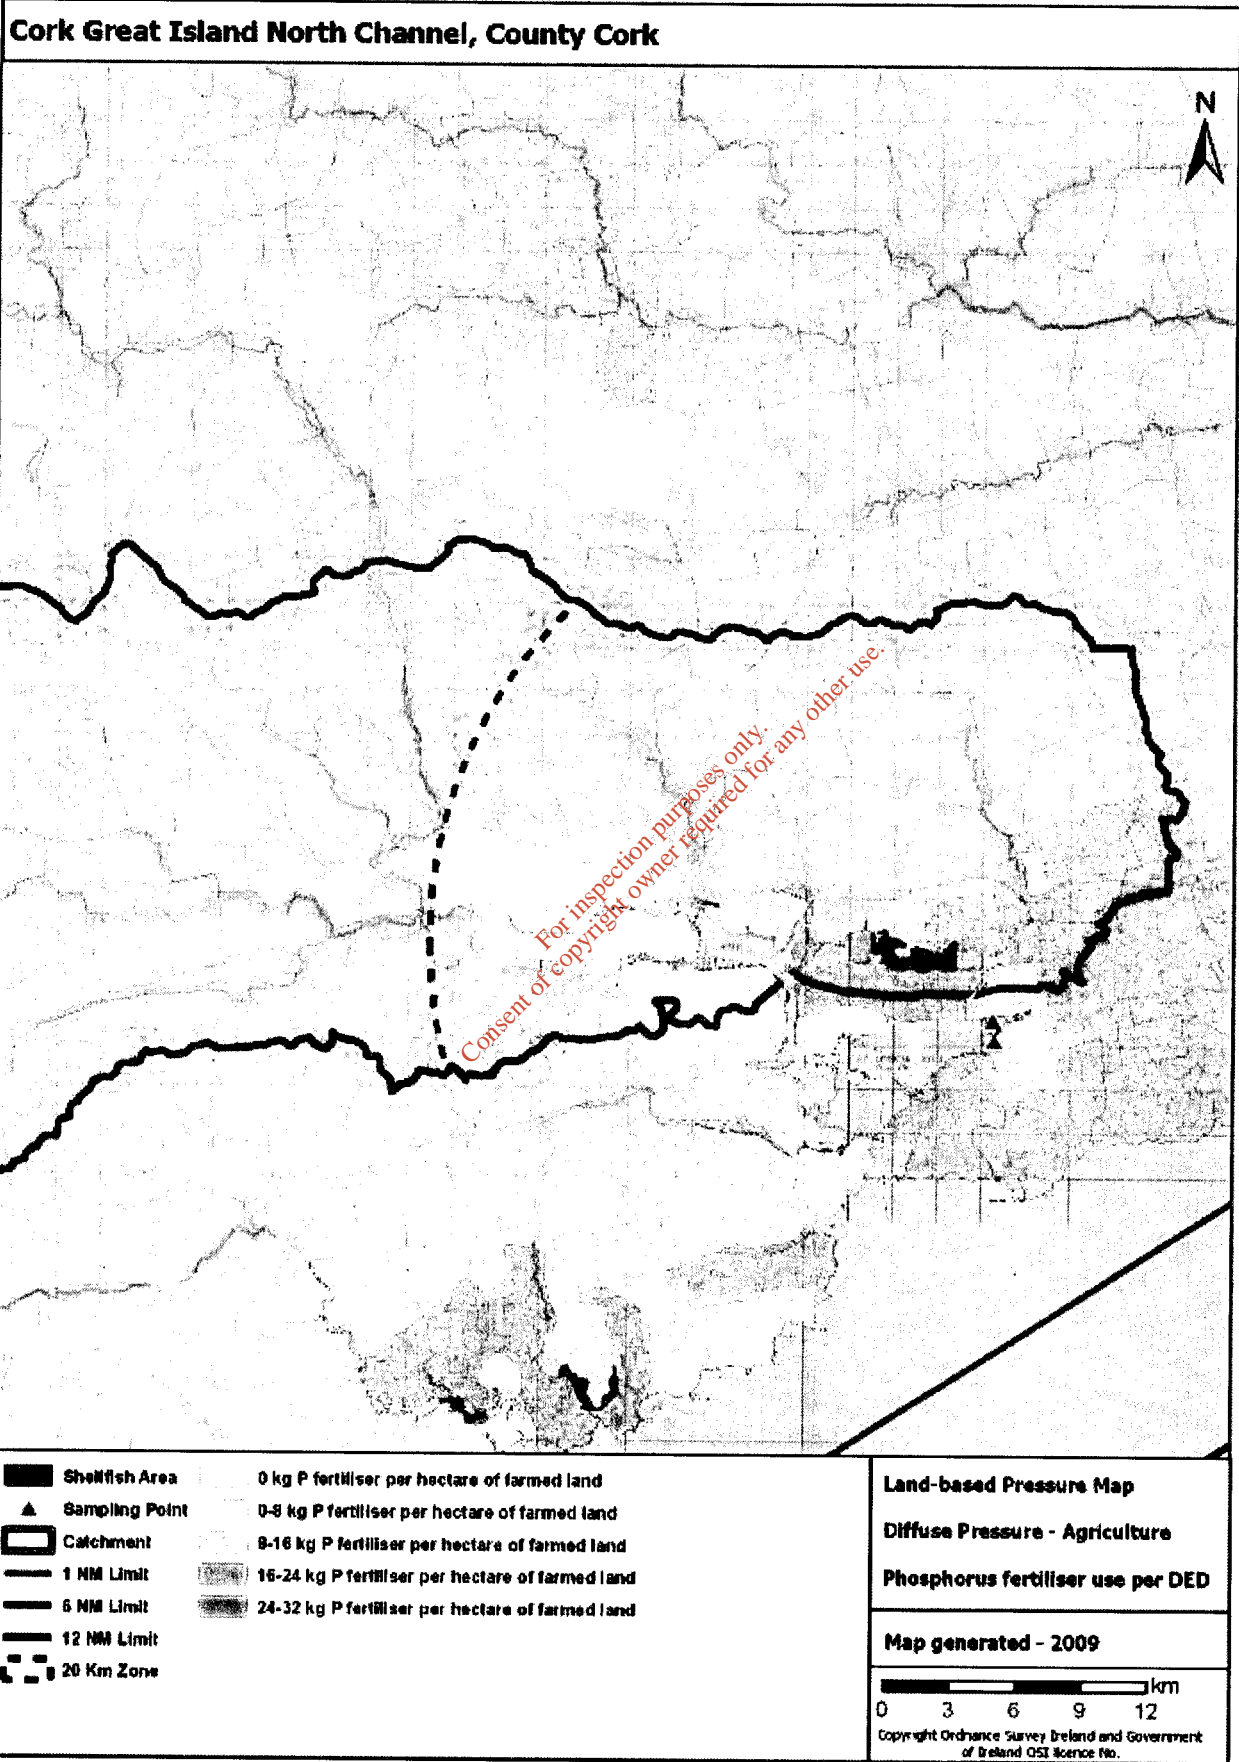 Cork Great Island North Channel, County Cork
N
For inspection purposes only.
Consent of copyright owner required for any other use.
Shellfish Area
Sampling Point
Catchment
1 NM Limit
6 NM Limit
12 NM Limit
20 Km Zone
0 kg P fertiliser per hectare of farmed land
0-8 kg P fertiliser per hectare of farmed land
8-16 kg P fertiliser per hectare of farmed land
16-24 kg P fertiliser per hectare of farmed land
24-32 kg P fertiliser per hectare of farmed land
Land-based Pressure Map
Diffuse Pressure - Agriculture
Phosphorus fertiliser use per DED
Map generated - 2009
km
0 3 6 9 12
Copyright Ordnance Survey Ireland and Government
of Ireland OSI licence No.